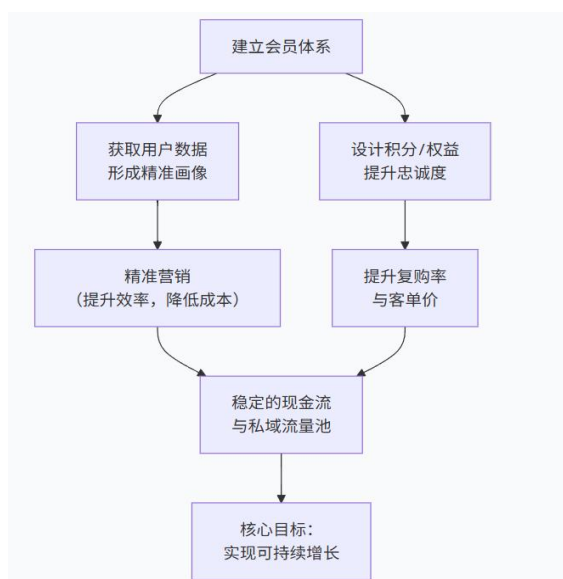 建立会员体系
获取用户数据
形成精准画像
设计积分/权益
提升忠诚度
精准营销
（提升效率，降低成本）
提升复购率
与客单价
稳定的现金流
与私域流量池
核心目标：
实现可持续增长